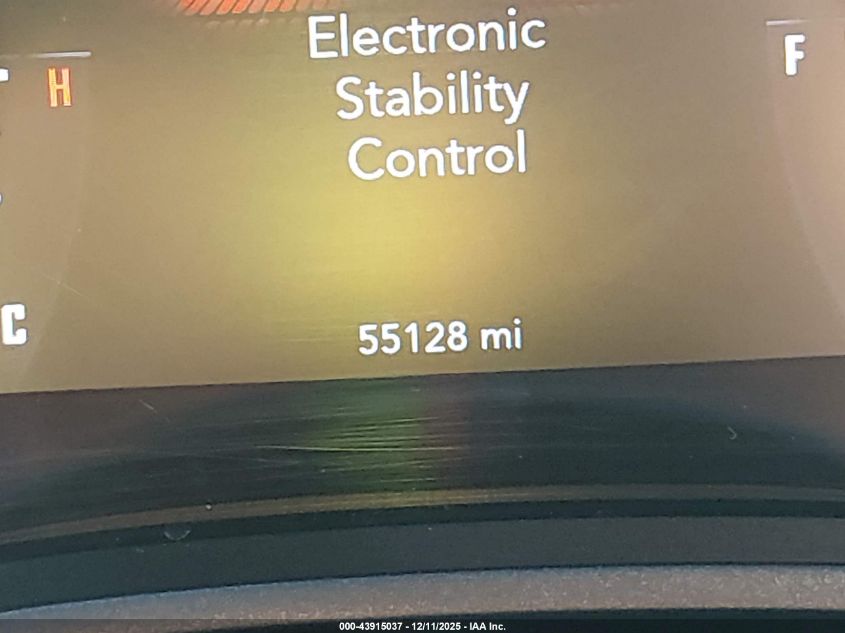 Electronic
Stability
Control
H
F
C
55128 mi
000-43915037 - 12/11/2025 - IAA Inc.